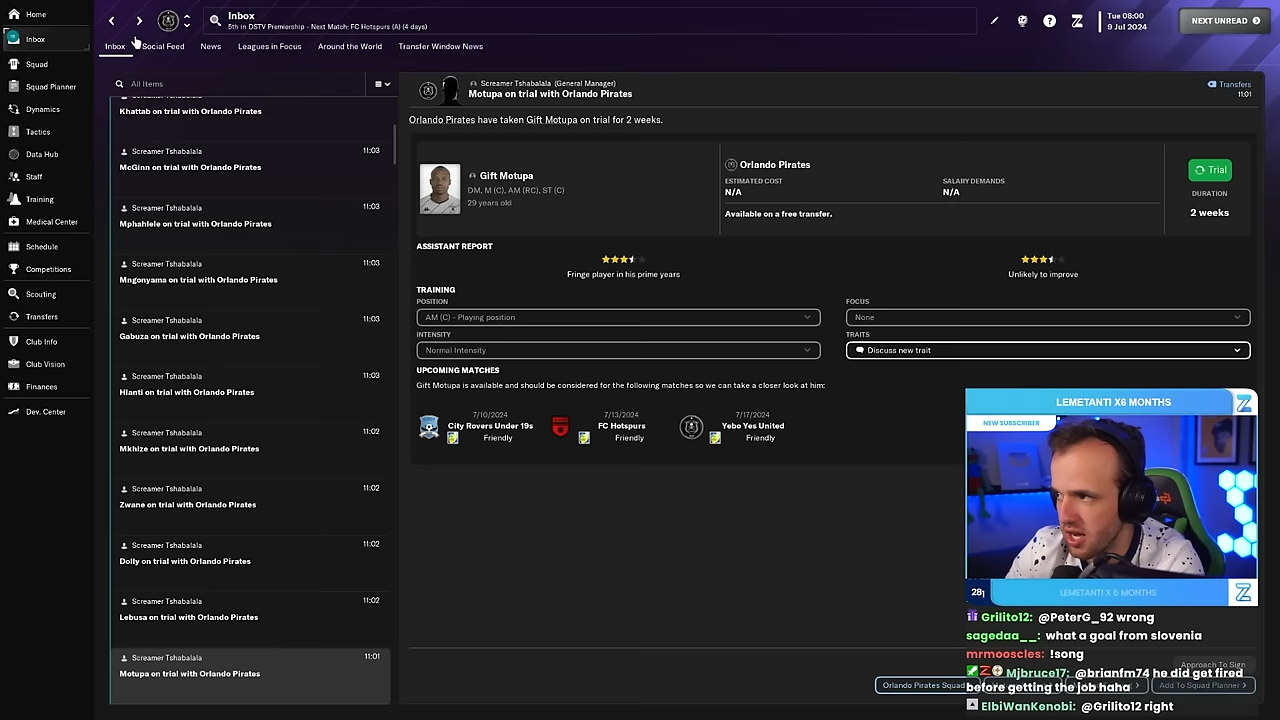 Home
Inbox
Squad
Squad Planner
Dynamics
Tactics
Data Hub
Staff
Training
Medical Center
Schedule
Competitions
Scouting
Transfers
Club Info
Club Vision
Finances
Dev. Center
Inbox
5th in DSTV Premiership - Next Match: FC Hotspurs (A) (4 days)
Tue 08:00
9 Jul 2024
NEXT UNREAD
Inbox Social Feed News Leagues in Focus Around the World Transfer Window News
All Items
Khattab on trial with Orlando Pirates
Screamer Tshabalala 11:03
McGinn on trial with Orlando Pirates
Screamer Tshabalala 11:03
Mphahlele on trial with Orlando Pirates
Screamer Tshabalala 11:03
Mngonyama on trial with Orlando Pirates
Screamer Tshabalala 11:03
Gabuza on trial with Orlando Pirates
Screamer Tshabalala 11:03
Hlanti on trial with Orlando Pirates
Screamer Tshabalala 11:02
Mkhize on trial with Orlando Pirates
Screamer Tshabalala 11:02
Zwane on trial with Orlando Pirates
Screamer Tshabalala 11:02
Dolly on trial with Orlando Pirates
Screamer Tshabalala 11:02
Lebusa on trial with Orlando Pirates
Screamer Tshabalala 11:01
Motupa on trial with Orlando Pirates
Screamer Tshabalala (General Manager)
Motupa on trial with Orlando Pirates
Transfers
11:01
Orlando Pirates have taken Gift Motupa on trial for 2 weeks.
Gift Motupa
DM, M (C), AM (RC), ST (C)
29 years old
Orlando Pirates
ESTIMATED COST SALARY DEMANDS
N/A N/A
Available on a free transfer.
Trial
DURATION
2 weeks
ASSISTANT REPORT
Fringe player in his prime years Unlikely to improve
TRAINING
POSITION FOCUS
AM (C) - Playing position None
INTENSITY TRAITS
Normal Intensity Discuss new trait
UPCOMING MATCHES
Gift Motupa is available and should be considered for the following matches so we can take a closer look at him:
7/10/2024 7/13/2024 7/17/2024
City Rovers Under 19s FC Hotspurs Yebo Yes United
Friendly Friendly Friendly
LEMETANTI X6 MONTHS
NEW SUBSCRIBER
LEMETANTI X 6 MONTHS
Grilito12: @PeterG_92 wrong
sagedaa__: what a goal from slovenia
mrmooscles: !song
Approach To Sign
Mjbruce17: @brianfm74 he did get fired
before getting the job haha
Orlando Pirates Squad
Add To Squad Planner
ElbiWanKenobi: @Grilito12 right